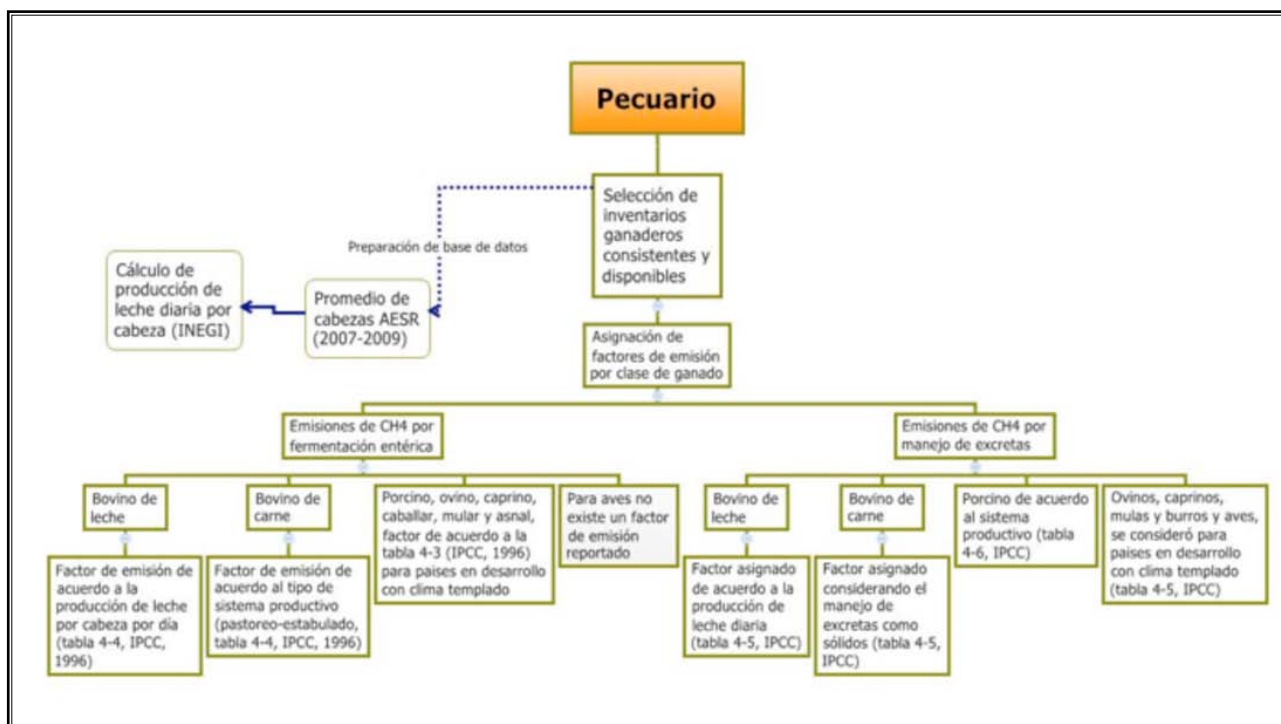 Pecuario
Selección de
inventarios
ganaderos
consistentes y
disponibles
Preparación de base de datos
Cálculo de
producción de
leche diaria por
cabeza (INEGI)
Promedio de
cabezas AESR
(2007-2009)
Asignación de
factores de emisión
por clase de ganado
Emisiones de CH4 por
fermentación entérica
Emisiones de CH4 por
manejo de excretas
Bovino de
leche
Bovino de
carne
Porcino, ovino, caprino,
caballar, mular y asnal,
factor de acuerdo a la
tabla 4-3 (IPCC, 1996)
para paises en desarrollo
con clima templado
Para aves no
existe un factor
de emisión
reportado
Bovino de
leche
Bovino de
carne
Porcino de acuerdo
al sistema
productivo (tabla
4-6, IPCC)
Ovinos, caprinos,
mulas y burros y aves,
se consideró para
paises en desarrollo
con clima templado
(tabla 4-5, IPCC)
Factor de emisión de
acuerdo a la
producción de leche
por cabeza por día
(tabla 4-4, IPCC,
1996)
Factor de emisión de
acuerdo al tipo de
sistema productivo
(pastoreo-estabulado,
tabla 4-4, IPCC, 1996)
Factor asignado
de acuerdo a la
producción de
leche diaria
(tabla 4-5, IPCC)
Factor asignado
considerando el
manejo de
excretas como
sólidos (tabla 4-5,
IPCC)